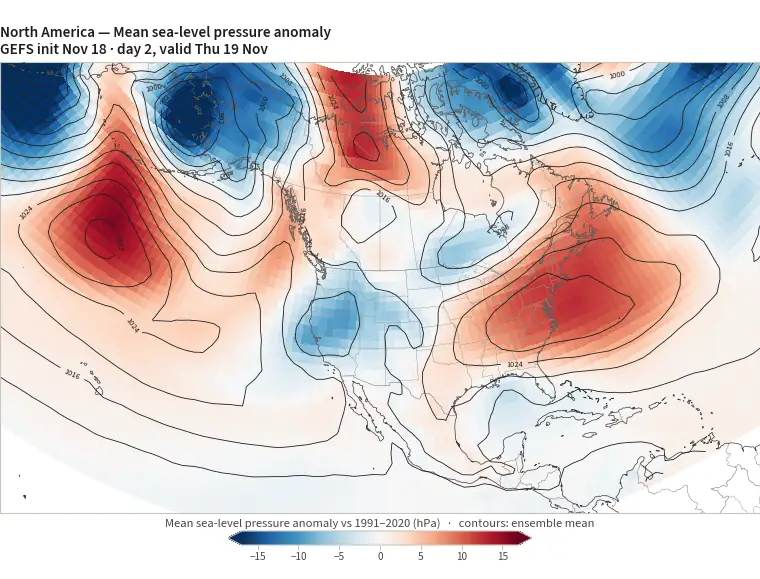 North America — Mean sea-level pressure anomaly
GEFS init Nov 18 · day 2, valid Thu 19 Nov
1000
1000
1008
1016
1024
1016
1024
1016
1024
Mean sea-level pressure anomaly vs 1991–2020 (hPa) · contours: ensemble mean
−15 −10 −5 0 5 10 15